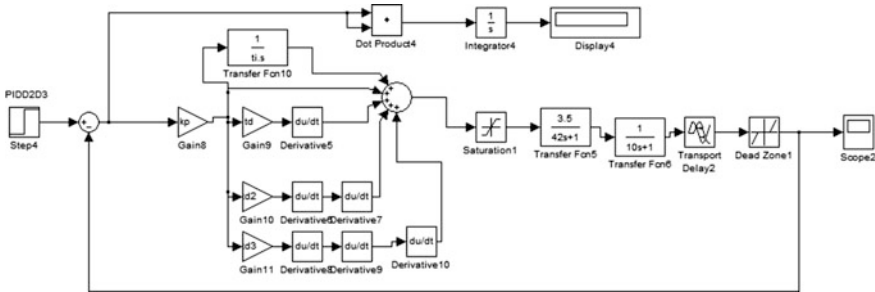 Dot Product4
1
s
Integrator4
Display4
1
ti.s
Transfer Fcn10
PIDD2D3
Step4
kp
Gain8
td
Gain9
du/dt
Derivative5
Saturation1
3.5
42s+1
Transfer Fcn5
1
10s+1
Transfer Fcn6
Transport
Delay2
Dead Zone1
Scope2
d2
Gain10
du/dt
Derivative6
du/dt
Derivative7
d3
Gain11
du/dt
Derivative8
du/dt
Derivative9
du/dt
Derivative10